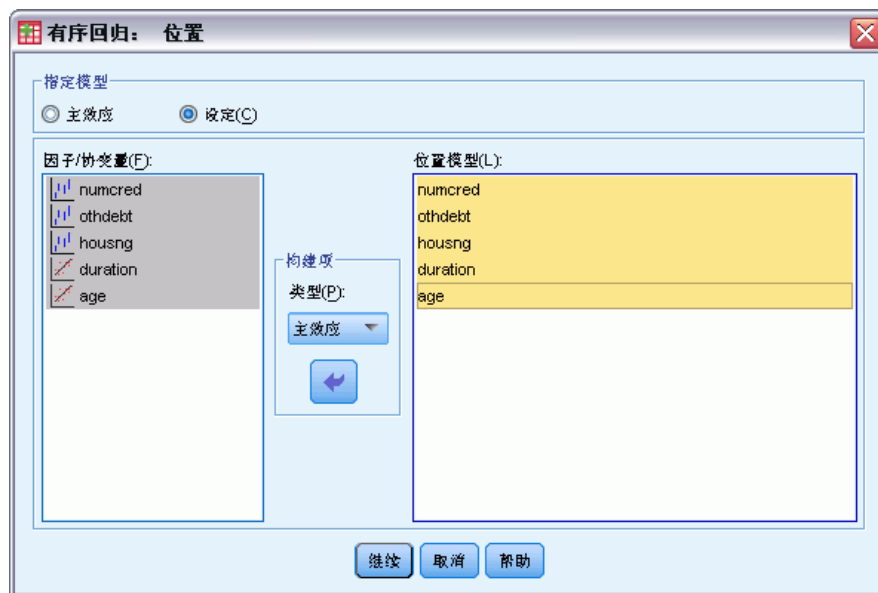 有序回归： 位置
指定模型
主效应
设定(C)
因子/协变量(F):
numcred
othdebt
housng
duration
age
构建项
类型(P):
主效应
位置模型(L):
numcred
othdebt
housng
duration
age
继续
取消
帮助